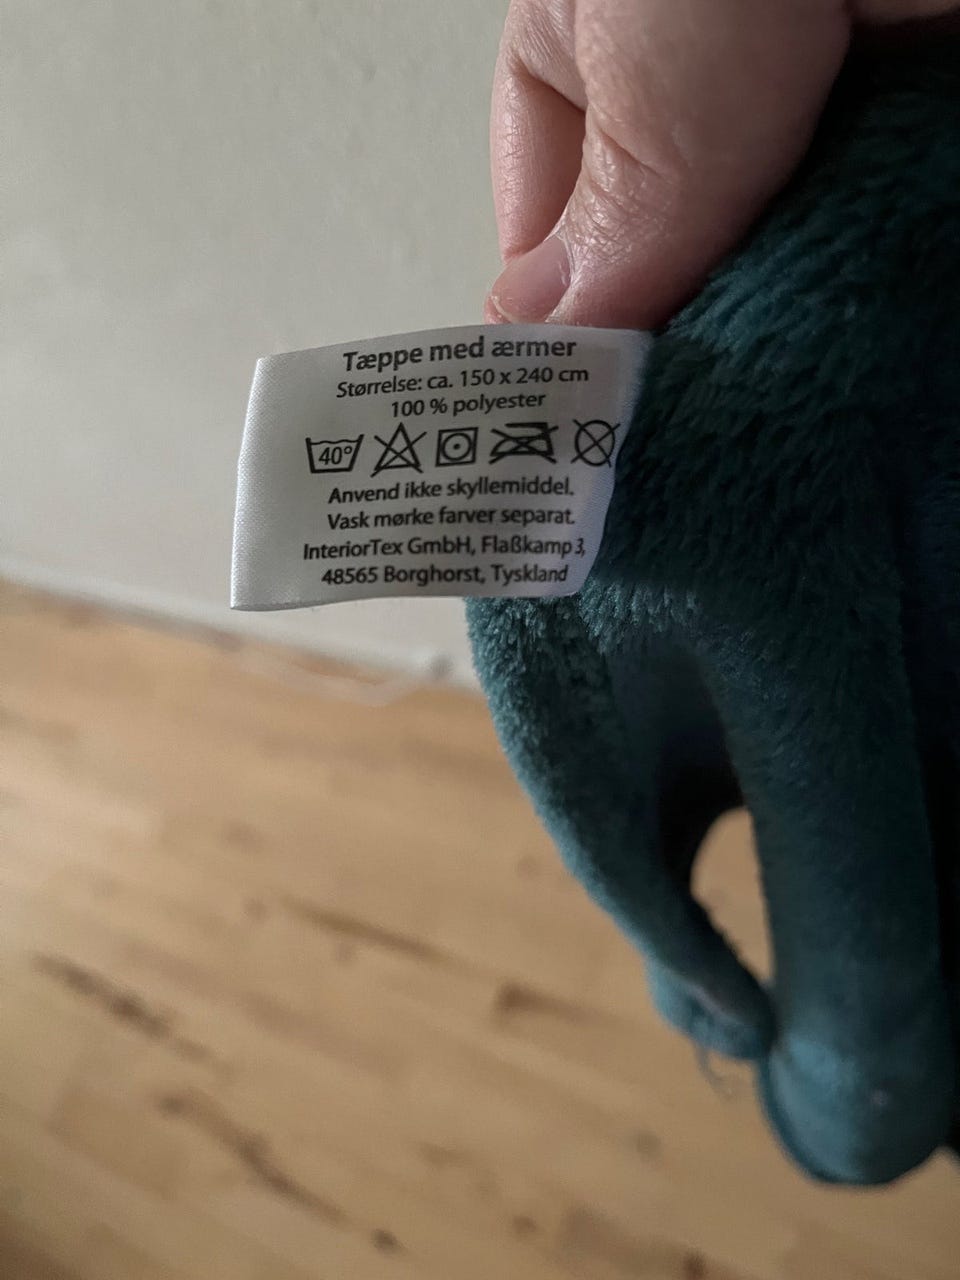 Tæppe med ærmer
Størrelse: ca. 150 x 240 cm
100 % polyester
40°
Anvend ikke skyllemiddel.
Vask mørke farver separat.
InteriorTex GmbH, Flaßkamp 3,
48565 Borghorst, Tyskland